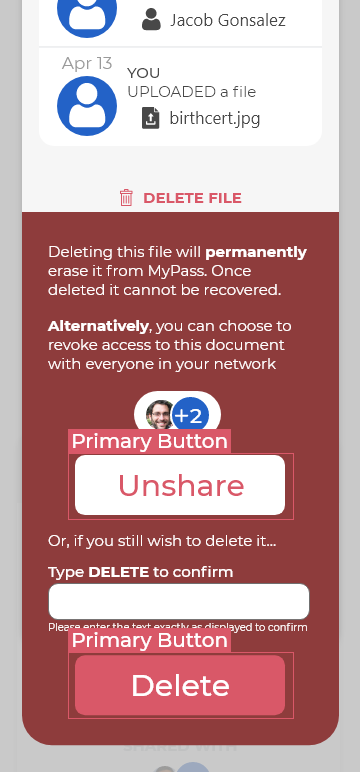 Jacob Gonsalez
Apr 13
YOU
UPLOADED a file
birthcert.jpg
DELETE FILE
Deleting this file will permanently
erase it from MyPass. Once
deleted it cannot be recovered.
Alternatively, you can choose to
revoke access to this document
with everyone in your network
+2
Primary Button
Unshare
Or, if you still wish to delete it...
Type DELETE to confirm
Please enter the text exactly as displayed to confirm
Primary Button
Delete
SHARED WITH